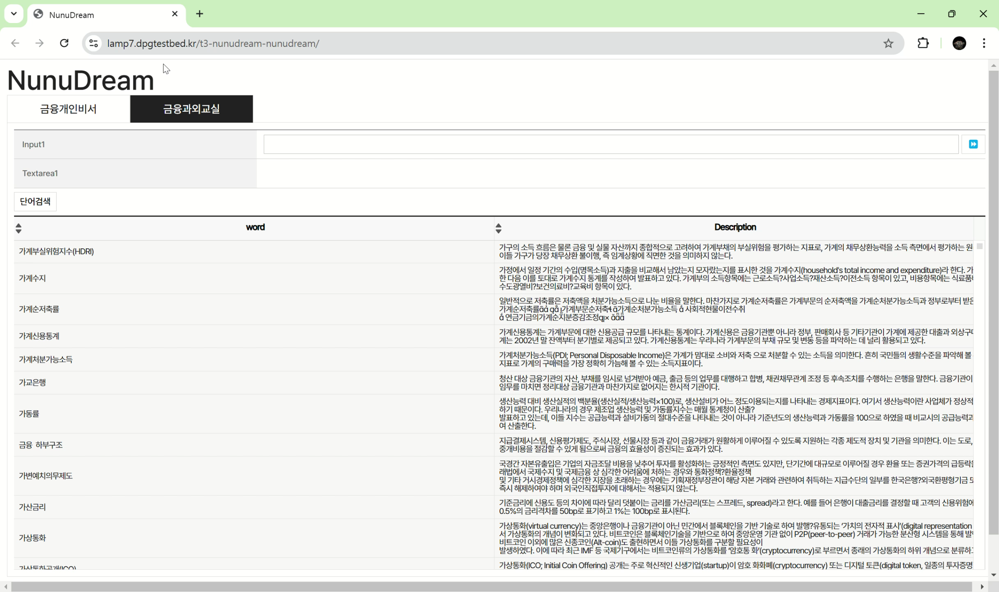 NunuDream
lamp7.dpgtestbed.kr/t3-nunudream-nunudream/
NunuDream
금융개인비서 금융과외교실
Input1
Textarea1
단어검색
word Description
가계부실위험지수(HDRI)
가구의 소득 흐름은 물론 금융 및 실물 자산까지 종합적으로 고려하여 가계부채의 부실위험을 평가하는 지표로, 가계의 채무상환능력을 소득 측면에서 평가하는 원
이들 가구가 당장 채무상환 불이행, 즉 임계상황에 직면한 것을 의미하지 않는다.
가계수지
가정에서 일정 기간의 수입(명목소득)과 지출을 비교해서 남았는지 모자랐는지를 표시한 것을 가계수지(household's total income and expenditure)라 한다. 가
한 다음 이를 토대로 가계수지 통계를 작성하여 발표하고 있다. 가계부의 소득항목에는 근로소득?사업소득?재산소득?이전소득 항목이 있고, 비용항목에는 식료품
수도광열비?보건의료비?교육비 항목이 있다.
가계순저축률
일반적으로 저축률은 저축액을 처분가능소득으로 나눈 비율을 말한다. 마찬가지로 가계순저축률은 가계부문의 순저축액을 가계순처분가능소득과 정부로부터 받은
가계순저축률 가계부문순저축 가계순처분가능소득 사회적현물이전수취
연금기금의가계순지분증감조정
가계신용통계
가계신용통계는 가계부문에 대한 신용공급 규모를 나타내는 통계이다. 가계신용은 금융기관뿐 아니라 정부, 판매회사 등 기타기관이 가계에 제공한 대출과 외상구
계는 2002년 말 잔액부터 분기별로 제공되고 있다. 가계신용통계는 우리나라 가계부문의 부채 규모 및 변동 등을 파악하는 데 널리 활용되고 있다.
가계처분가능소득
가계처분가능소득(PDI; Personal Disposable Income)은 가계가 맘대로 소비와 저축 으로 처분할 수 있는 소득을 의미한다. 흔히 국민들의 생활수준을 파악해 볼
지표로 가계의 구매력을 가장 정확히 가늠해 볼 수 있는 소득지표이다.
가교은행
청산 대상 금융기관의 자산, 부채를 임시로 넘겨받아 예금, 출금 등의 업무를 대행하고 합병, 채권채무관계 조정 등 후속조치를 수행하는 은행을 말한다. 금융기관이
임무를 마치면 정리대상 금융기관과 마찬가지로 없어지는 한시적 기관이다.
가동률
생산능력 대비 생산실적의 백분율(생산실적/생산능력×100)로, 생산설비가 어느 정도이용되는지를 나타내는 경제지표이다. 여기서 생산능력이란 사업체가 정상적
하기 때문이다. 우리나라의 경우 제조업 생산능력 및 가동률지수는 매월 통계청이 산출?
발표하고 있는데, 이들 지수는 공급능력과 설비가동의 절대수준을 나타내는 것이 아니라 기준년도의 생산능력과 가동률을 100으로 하였을 때 비교시의 공급능력과
여 산출한다.
금융 하부구조
지급결제시스템, 신용평가제도, 주식시장, 선물시장 등과 같이 금융거래가 원활하게 이루어질 수 있도록 지원하는 각종 제도적 장치 및 기관을 의미한다. 이는 도로,
중개비용을 절감할 수 있게 됨으로써 금융의 효율성이 증진되는 효과가 있다.
가변예치의무제도
국경간 자본유출입은 기업의 자금조달 비용을 낮추어 투자를 활성화하는 긍정적인 측면도 있지만, 단기간에 대규모로 이루어질 경우 환율 또는 증권가격의 급등락을
래법에서 국제수지 및 국제금융 상 심각한 어려움에 처하는 경우와 통화정책?환율정책
및 기타 거시경제정책에 심각한 지장을 초래하는 경우에는 기획재정부장관이 해당 자본 거래와 관련하여 취득하는 지급수단의 일부를 한국은행?외국환평형기금 또
즉시 해제하여야 하며 외국인직접투자에 대해서는 적용되지 않는다.
가산금리
기준금리에 신용도 등의 차이에 따라 달리 덧붙이는 금리를 가산금리(또는 스프레드, spread)라고 한다. 예를 들어 은행이 대출금리를 결정할 때 고객의 신용위험에
0.5%의 금리격차를 50bp로 표기하고 1%는 100bp로 표시된다.
가상통화
가상통화(virtual currency)는 중앙은행이나 금융기관이 아닌 민간에서 블록체인을 기반 기술로 하여 발행?유통되는 ‘가치의 전자적 표시’(digital representation
서 가상통화의 개념이 변화되고 있다. 비트코인은 블록체인기술을 기반으로 하여 중앙운영 기관 없이 P2P(peer-to-peer) 거래가 가능한 분산형 시스템을 통해 발행
비트코인 이외에 많은 신종코인(Alt-coin)도 출현하면서 이들 가상통화를 구분할 필요성이
발생하였다. 이에 따라 최근 IMF 등 국제기구에서는 비트코인류의 가상통화를 ‘암호통 화’(cryptocurrency)로 부르면서 종래의 가상통화의 하위 개념으로 분류하고
가상통화공개(ICO)
가상통화(ICO; Initial Coin Offering) 공개는 주로 혁신적인 신생기업(startup)이 암호 화화폐(cryptocurrency) 또는 디지털 토큰(digital token, 일종의 투자증명